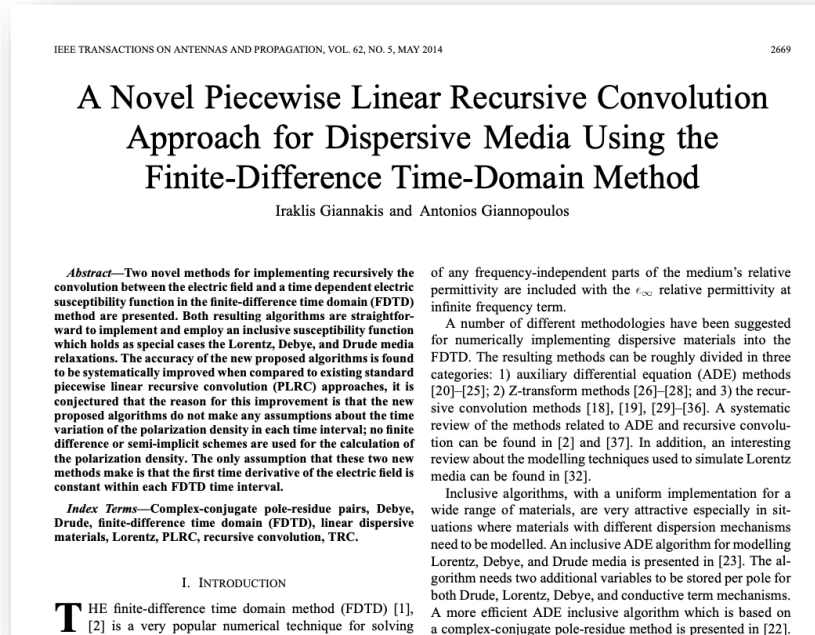 IEEE TRANSACTIONS ON ANTENNAS AND PROPAGATION, VOL. 62, NO. 5, MAY 2014 2669
A Novel Piecewise Linear Recursive Convolution
Approach for Dispersive Media Using the
Finite-Difference Time-Domain Method
Iraklis Giannakis and Antonios Giannopoulos
Abstract—Two novel methods for implementing recursively the
convolution between the electric field and a time dependent electric
susceptibility function in the finite-difference time domain (FDTD)
method are presented. Both resulting algorithms are straightfor-
ward to implement and employ an inclusive susceptibility function
which holds as special cases the Lorentz, Debye, and Drude media
relaxations. The accuracy of the new proposed algorithms is found
to be systematically improved when compared to existing standard
piecewise linear recursive convolution (PLRC) approaches, it is
conjectured that the reason for this improvement is that the new
proposed algorithms do not make any assumptions about the time
variation of the polarization density in each time interval; no finite
difference or semi-implicit schemes are used for the calculation of
the polarization density. The only assumption that these two new
methods make is that the first time derivative of the electric field is
constant within each FDTD time interval.
Index Terms—Complex-conjugate pole-residue pairs, Debye,
Drude, finite-difference time domain (FDTD), linear dispersive
materials, Lorentz, PLRC, recursive convolution, TRC.
I. INTRODUCTION
THE finite-difference time domain method (FDTD) [1],
[2] is a very popular numerical technique for solving
of any frequency-independent parts of the medium's relative
permittivity are included with the ϵ∞ relative permittivity at
infinite frequency term.
A number of different methodologies have been suggested
for numerically implementing dispersive materials into the
FDTD. The resulting methods can be roughly divided in three
categories: 1) auxiliary differential equation (ADE) methods
[20]–[25]; 2) Z-transform methods [26]–[28]; and 3) the recur-
sive convolution methods [18], [19], [29]–[36]. A systematic
review of the methods related to ADE and recursive convolu-
tion can be found in [2] and [37]. In addition, an interesting
review about the modelling techniques used to simulate Lorentz
media can be found in [32].
Inclusive algorithms, with a uniform implementation for a
wide range of materials, are very attractive especially in sit-
uations where materials with different dispersion mechanisms
need to be modelled. An inclusive ADE algorithm for modelling
Lorentz, Debye, and Drude media is presented in [23]. The al-
gorithm needs two additional variables to be stored per pole for
both Drude, Lorentz, Debye, and conductive term mechanisms.
A more efficient ADE inclusive algorithm which is based on
a complex-conjugate pole-residue method is presented in [22].